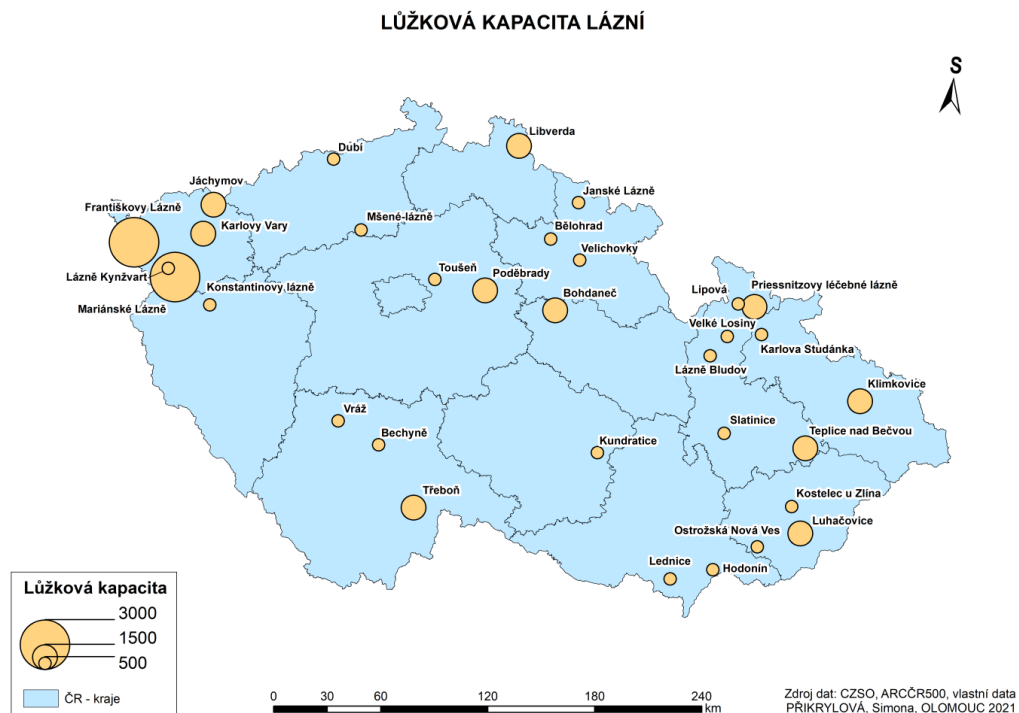 LŮŽKOVÁ KAPACITA LÁZNÍ
S
Libverda
Dubí
Jáchymov
Janské Lázně
Františkovy Lázně
Mšené-lázně
Karlovy Vary
Bělohrad
Velichovky
Lázně Kynžvart
Toušeň
Poděbrady
Konstantinovy lázně
Bohdaneč
Lipová
Priessnitzovy léčebné lázně
Mariánské Lázně
Velké Losiny
Karlova Studánka
Lázně Bludov
Klimkovice
Vráž
Bechyně
Slatinice
Teplice nad Bečvou
Kundratice
Třeboň
Kostelec u Zlína
Luhačovice
Ostrožská Nová Ves
Lednice
Hodonín
Lůžková kapacita
3000
1500
500
ČR - kraje
0 30 60 120 180 240
km
Zdroj dat: CZSO, ARCČR500, vlastní data
PŘIKRYLOVÁ, Simona, OLOMOUC 2021